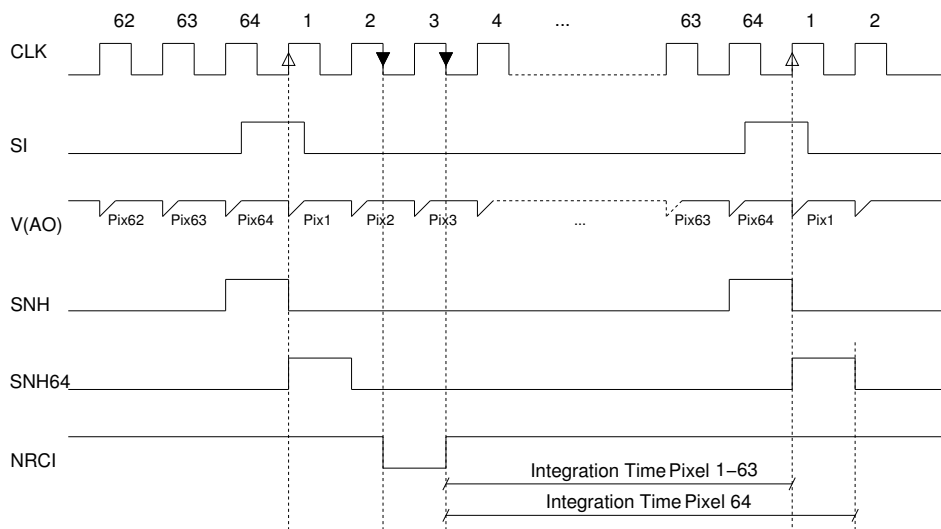 62 63 64 1 2 3 4 ... 63 64 1 2
CLK
SI
V(AO)
Pix62 Pix63 Pix64 Pix1 Pix2 Pix3 ... Pix63 Pix64 Pix1
SNH
SNH64
NRCI
Integration Time Pixel 1−63
Integration Time Pixel 64